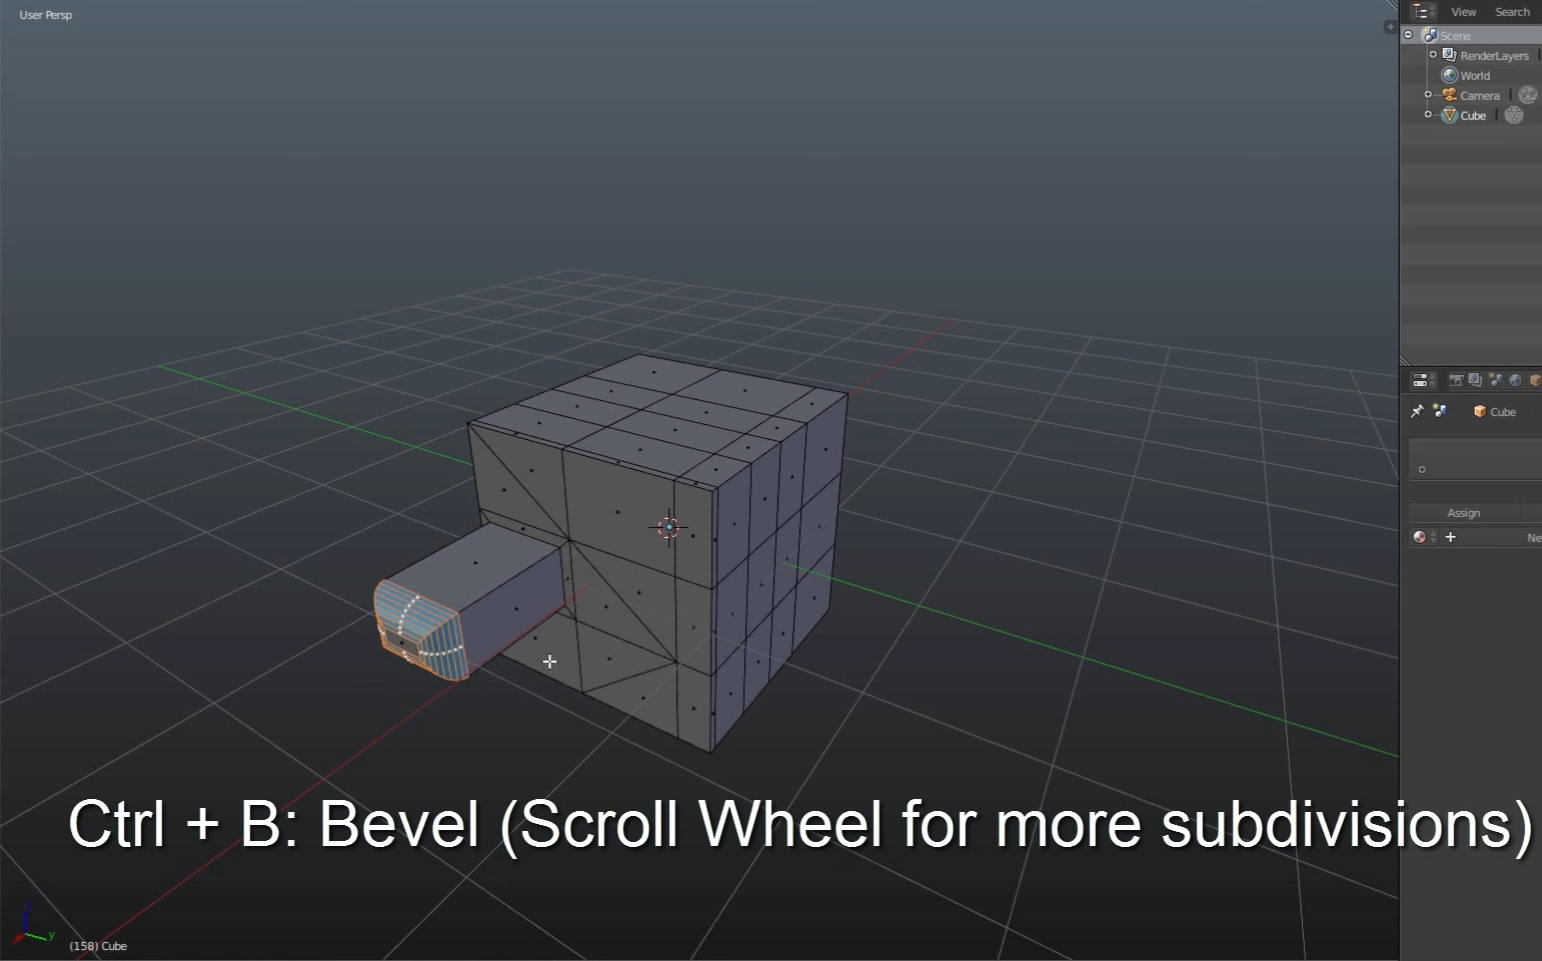 User Persp
View Search
Scene
RenderLayers
World
Camera
Cube
Cube
Assign
Ne
Ctrl + B: Bevel (Scroll Wheel for more subdivisions)
y
(158) Cube